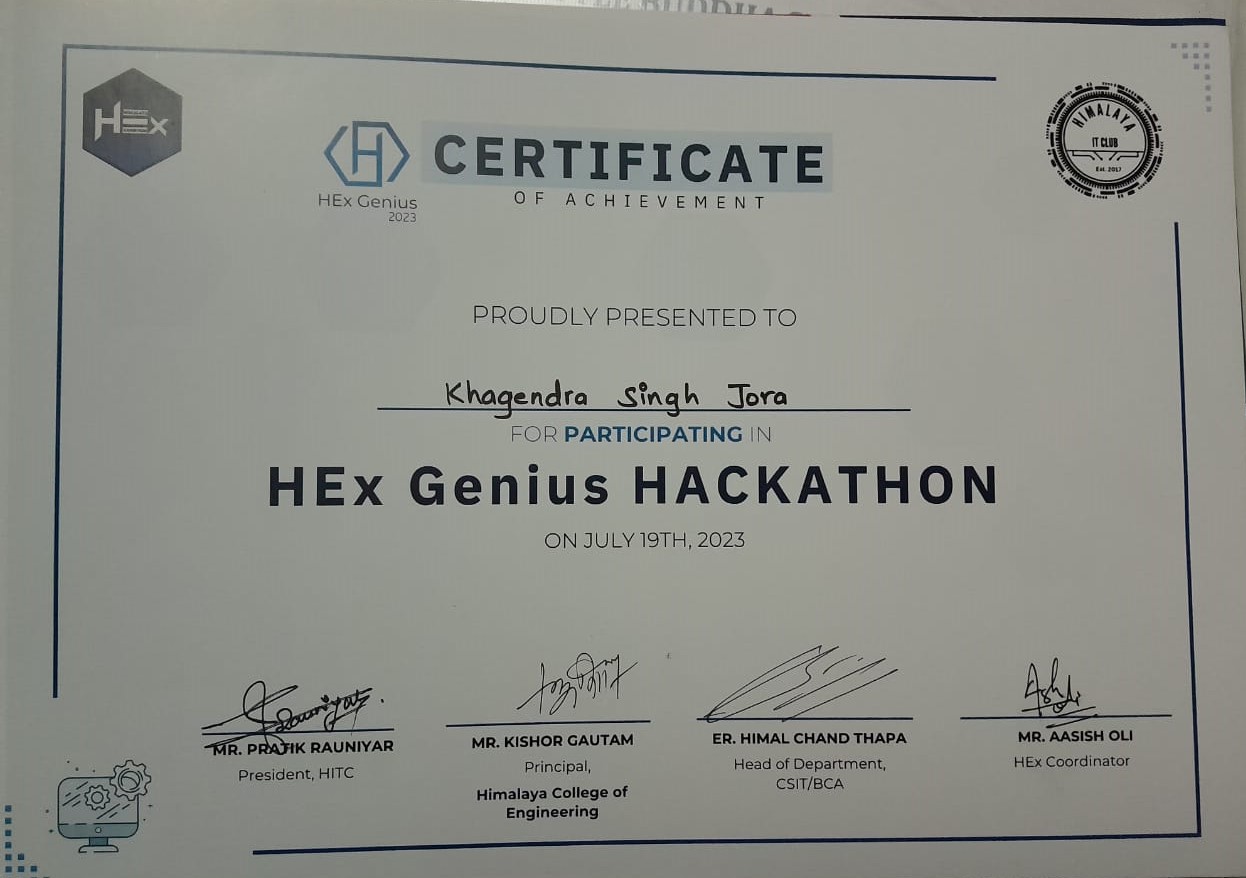 HEx
HIMALAYA
IT CLUB
Est. 2017
HEx Genius
2023
CERTIFICATE
OF ACHIEVEMENT
PROUDLY PRESENTED TO
Khagendra Singh Jora
FOR PARTICIPATING IN
HEx Genius HACKATHON
ON JULY 19TH, 2023
MR. PRATIK RAUNIYAR
President, HITC
MR. KISHOR GAUTAM
Principal,
Himalaya College of
Engineering
ER. HIMAL CHAND THAPA
Head of Department,
CSIT/BCA
MR. AASISH OLI
HEx Coordinator